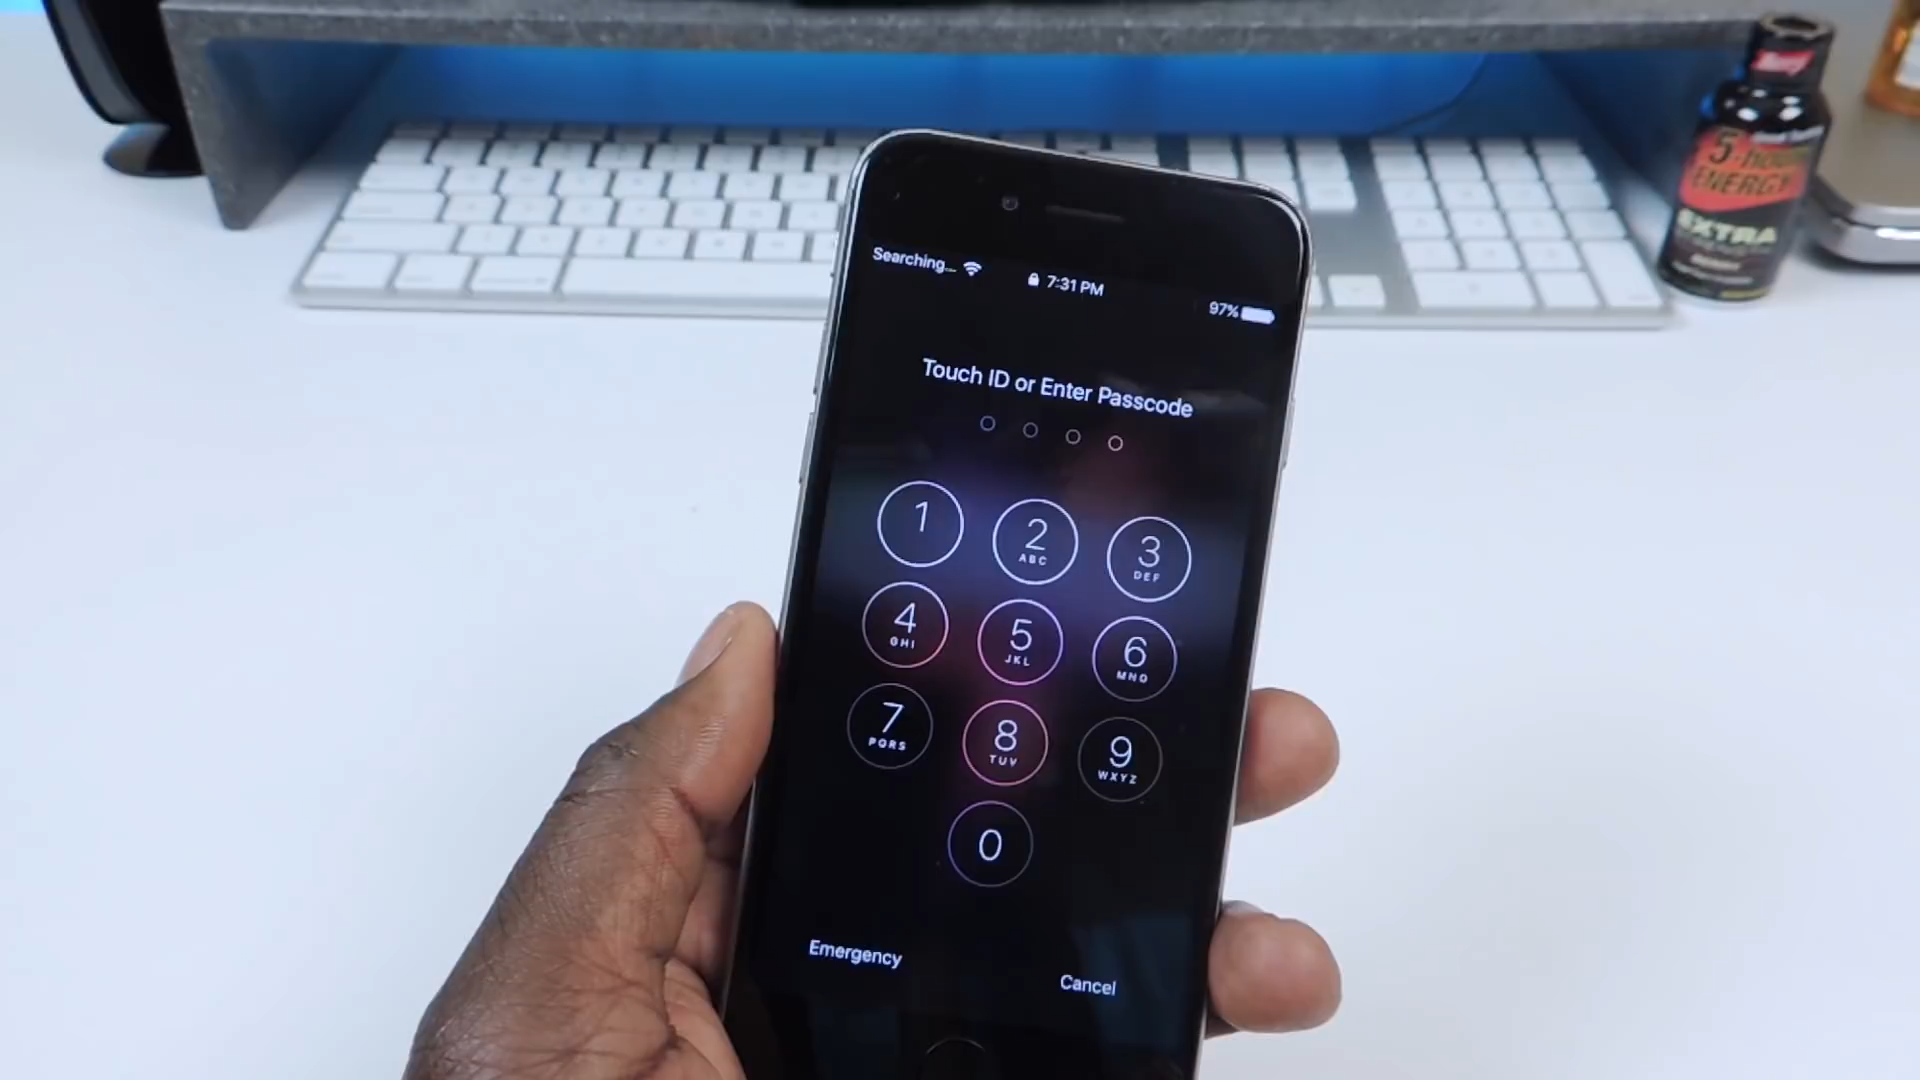 Searching... 7:31 PM 97%
Touch ID or Enter Passcode
1
2
ABC
3
DEF
4
GHI
5
JKL
6
MNO
7
PQRS
8
TUV
9
WXYZ
0
Emergency
Cancel
Berry
5-hour
ENERGY
EXTRA